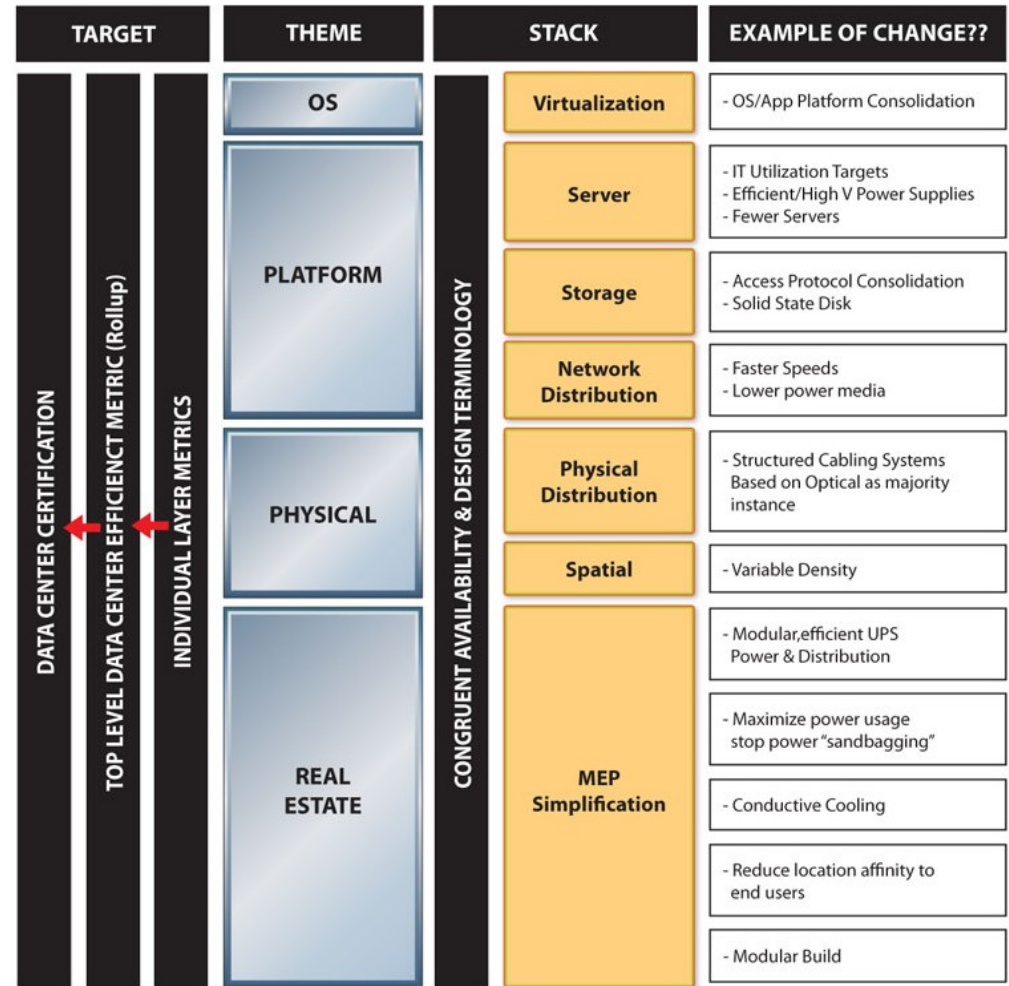 TARGET
THEME
STACK
EXAMPLE OF CHANGE??
DATA CENTER CERTIFICATION
TOP LEVEL DATA CENTER EFFICIENCT METRIC (Rollup)
INDIVIDUAL LAYER METRICS
OS
PLATFORM
PHYSICAL
REAL
ESTATE
CONGRUENT AVAILABILITY & DESIGN TERMINOLOGY
Virtualization
Server
Storage
Network
Distribution
Physical
Distribution
Spatial
MEP
Simplification
- OS/App Platform Consolidation
- IT Utilization Targets
- Efficient/High V Power Supplies
- Fewer Servers
- Access Protocol Consolidation
- Solid State Disk
- Faster Speeds
- Lower power media
- Structured Cabling Systems
Based on Optical as majority
instance
- Variable Density
- Modular,efficient UPS
Power & Distribution
- Maximize power usage
stop power “sandbagging”
- Conductive Cooling
- Reduce location affinity to
end users
- Modular Build